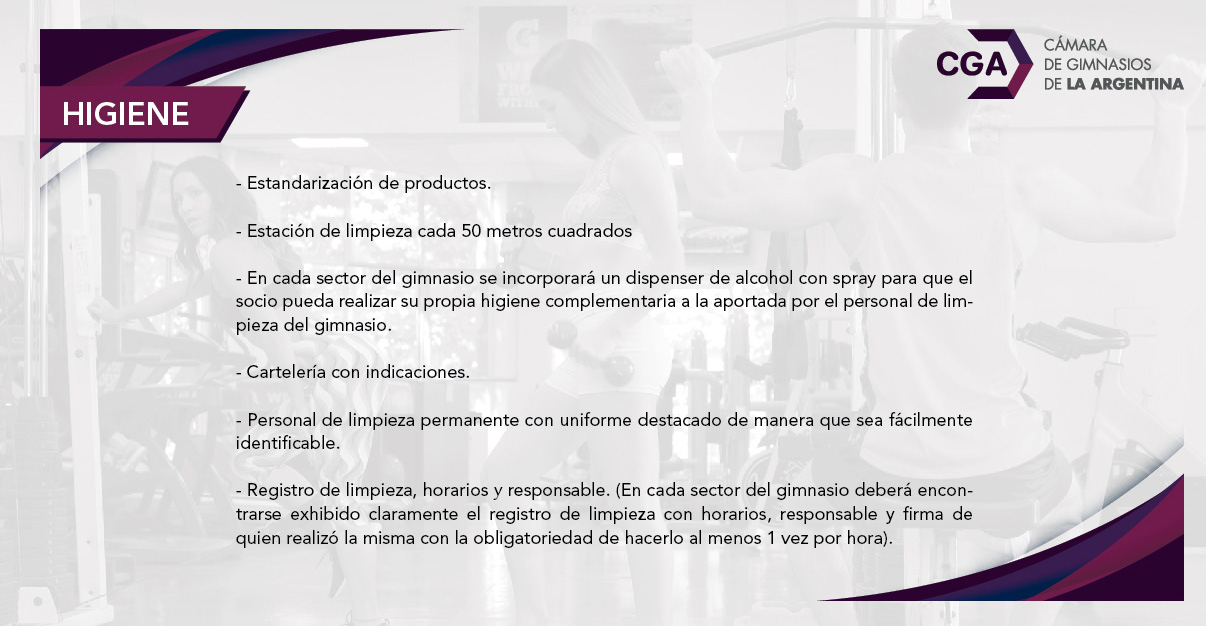 CGA
CÁMARA
DE GIMNASIOS
DE LA ARGENTINA
HIGIENE
- Estandarización de productos.
- Estación de limpieza cada 50 metros cuadrados
- En cada sector del gimnasio se incorporará un dispenser de alcohol con spray para que el
socio pueda realizar su propia higiene complementaria a la aportada por el personal de lim-
pieza del gimnasio.
- Cartelería con indicaciones.
- Personal de limpieza permanente con uniforme destacado de manera que sea fácilmente
identificable.
- Registro de limpieza, horarios y responsable. (En cada sector del gimnasio deberá encon-
trarse exhibido claramente el registro de limpieza con horarios, responsable y firma de
quien realizó la misma con la obligatoriedad de hacerlo al menos 1 vez por hora).